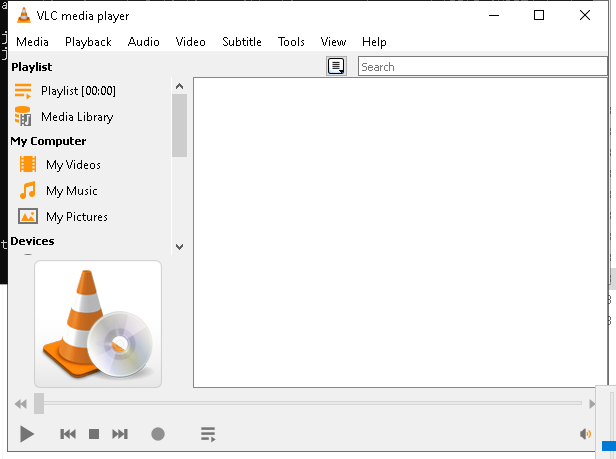 VLC media player
Media Playback Audio Video Subtitle Tools View Help
Playlist
Search
Playlist [00:00]
Media Library
My Computer
My Videos
My Music
My Pictures
Devices